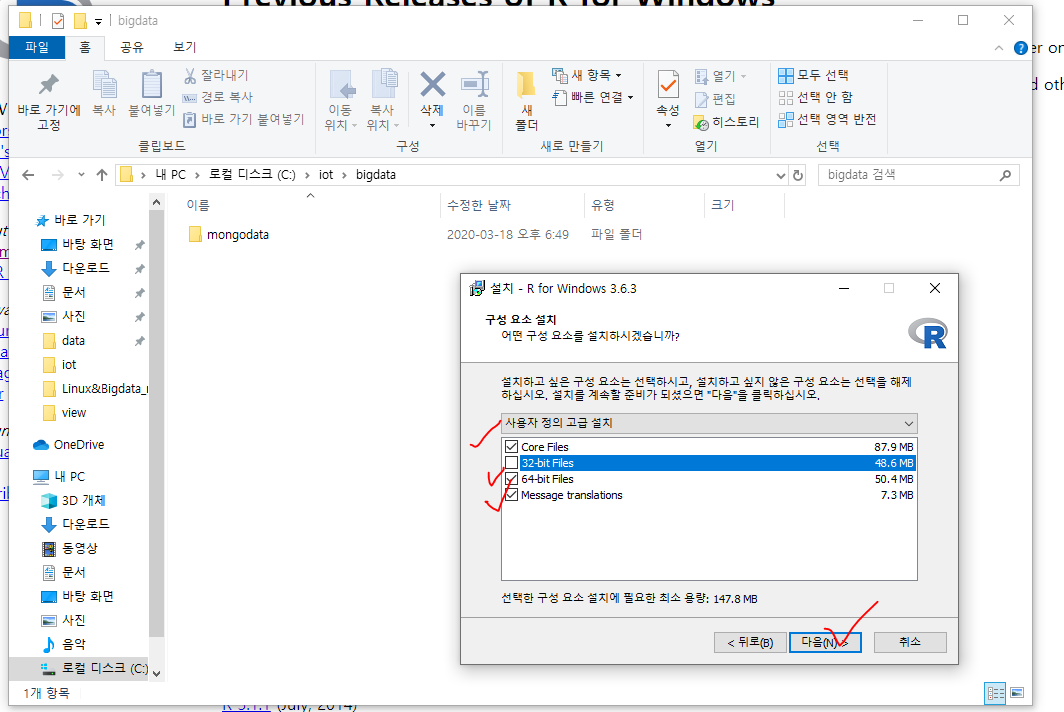 Previous Releases of R for Windows
bigdata
파일 홈 공유 보기
바로 가기에 고정
복사
붙여넣기
잘라내기
경로 복사
바로 가기 붙여넣기
클립보드
이동 위치
복사 위치
삭제
이름 바꾸기
구성
새 폴더
새 항목
빠른 연결
새로 만들기
속성
열기
편집
히스토리
열기
모두 선택
선택 안 함
선택 영역 반전
선택
내 PC > 로컬 디스크 (C:) > iot > bigdata
bigdata 검색
이름 수정한 날짜 유형 크기
mongodata 2020-03-18 오후 6:49 파일 폴더
바로 가기
바탕 화면
다운로드
문서
사진
data
iot
Linux&Bigdata_
view
OneDrive
내 PC
3D 개체
다운로드
동영상
문서
바탕 화면
사진
음악
로컬 디스크 (C:)
1개 항목
설치 - R for Windows 3.6.3
구성 요소 설치
어떤 구성 요소를 설치하시겠습니까?
설치하고 싶은 구성 요소는 선택하시고, 설치하고 싶지 않은 구성 요소는 선택을 해제
하십시오. 설치를 계속할 준비가 되셨으면 "다음"을 클릭하십시오.
사용자 정의 고급 설치
Core Files 87.9 MB
32-bit Files 48.6 MB
64-bit Files 50.4 MB
Message translations 7.3 MB
선택한 구성 요소 설치에 필요한 최소 용량: 147.8 MB
< 뒤로(B) 다음(N) > 취소
R 3.1.1 (July, 2014)